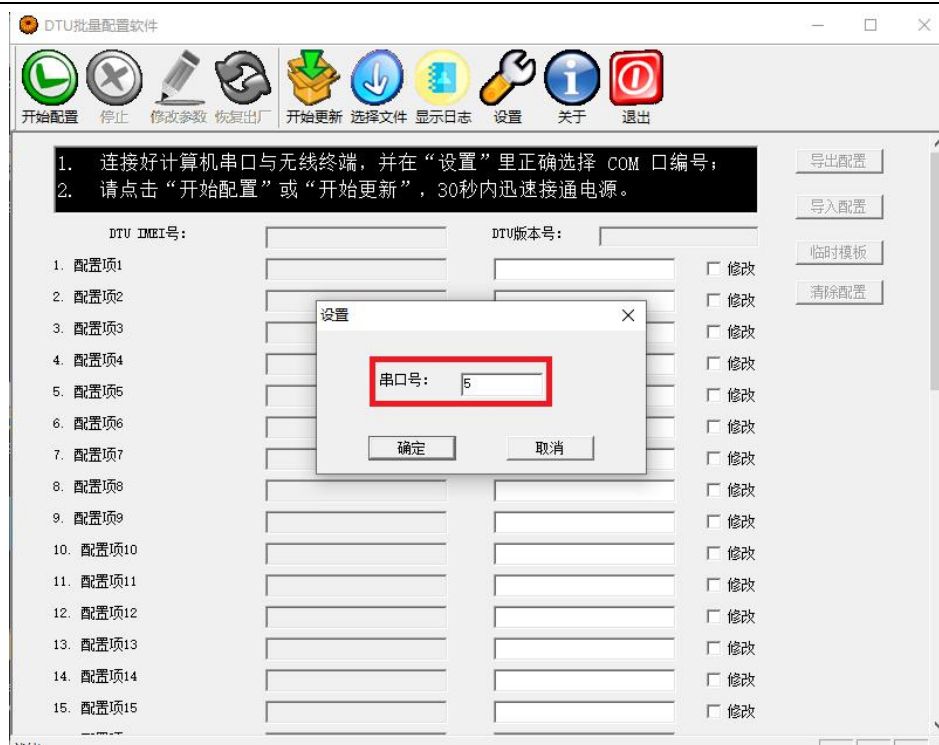 DTU批量配置软件
开始配置 停止 修改参数 恢复出厂 开始更新 选择文件 显示日志 设置 关于 退出
1. 连接好计算机串口与无线终端，并在“设置”里正确选择 COM 口编号；
2. 请点击“开始配置”或“开始更新”，30秒内迅速接通电源。
导出配置
导入配置
临时模板
清除配置
DTU IMEI号： DTU版本号：
1. 配置项1 修改
2. 配置项2 修改
3. 配置项3 修改
4. 配置项4 修改
5. 配置项5 修改
6. 配置项6 修改
7. 配置项7 修改
8. 配置项8 修改
9. 配置项9 修改
10. 配置项10 修改
11. 配置项11 修改
12. 配置项12 修改
13. 配置项13 修改
14. 配置项14 修改
15. 配置项15 修改
设置
串口号： 5
确定 取消